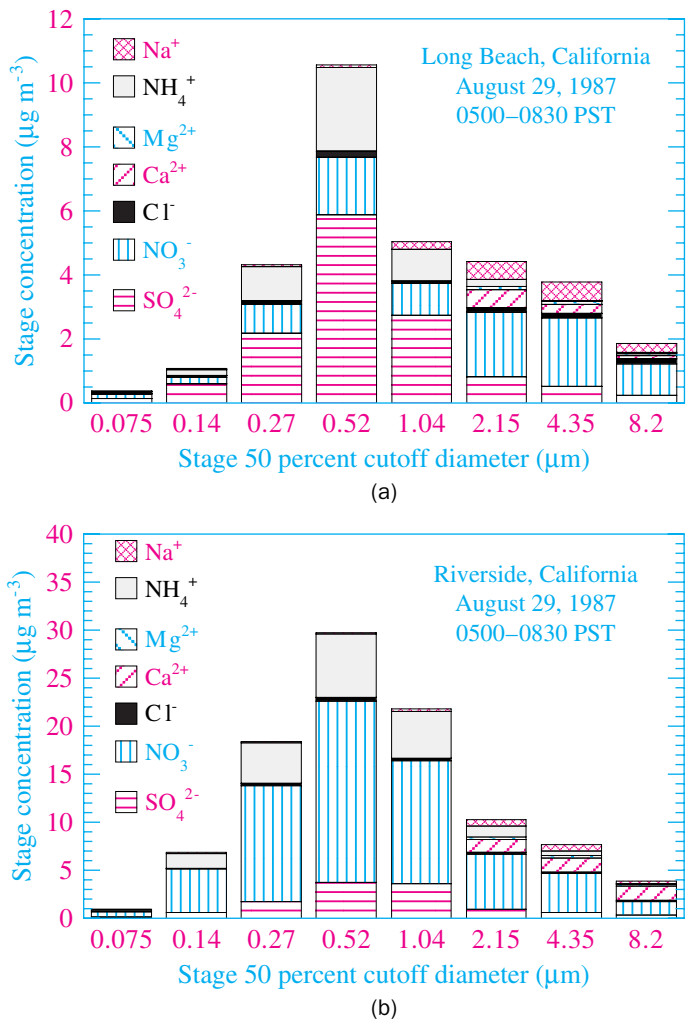 12
10
8
6
4
2
0
Stage concentration (μg m⁻³)
Na⁺
NH₄⁺
Mg²⁺
Ca²⁺
Cl⁻
NO₃⁻
SO₄²⁻
Long Beach, California
August 29, 1987
0500–0830 PST
0.075 0.14 0.27 0.52 1.04 2.15 4.35 8.2
Stage 50 percent cutoff diameter (μm)
(a)
40
35
30
25
20
15
10
5
0
Stage concentration (μg m⁻³)
Na⁺
NH₄⁺
Mg²⁺
Ca²⁺
Cl⁻
NO₃⁻
SO₄²⁻
Riverside, California
August 29, 1987
0500–0830 PST
0.075 0.14 0.27 0.52 1.04 2.15 4.35 8.2
Stage 50 percent cutoff diameter (μm)
(b)